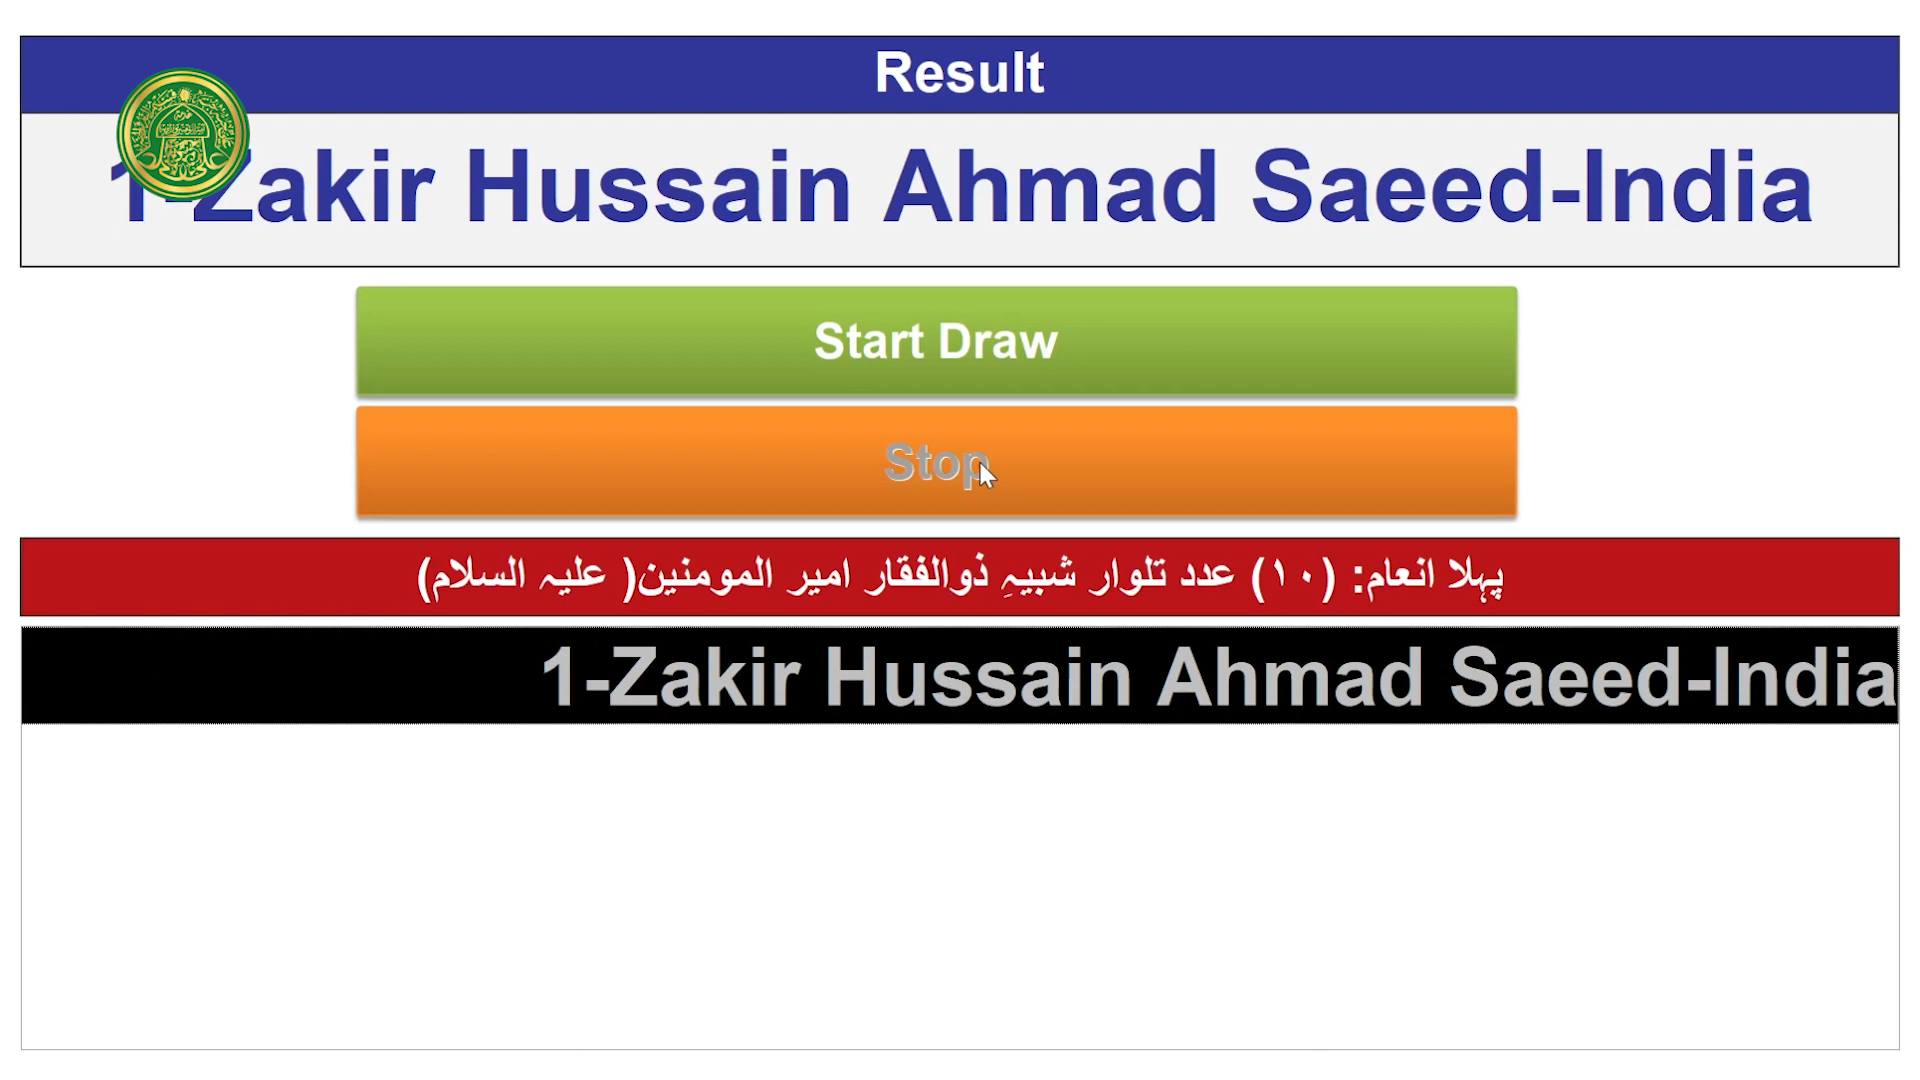 Result
1-Zakir Hussain Ahmad Saeed-India
Start Draw
Stop
پہلا انعام: (۱۰) عدد تلوار شبیہِ ذوالفقار امیر المومنین( علیہ السلام)
1-Zakir Hussain Ahmad Saeed-India